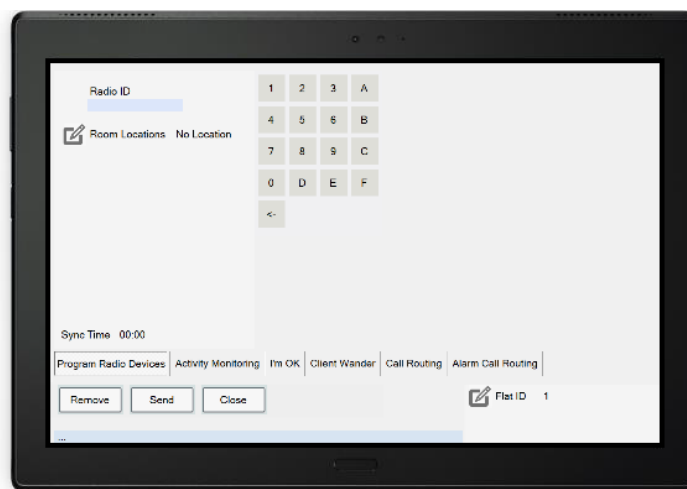 Radio ID
Room Locations No Location
1 2 3 A
4 5 6 B
7 8 9 C
0 D E F
<-
Sync Time 00:00
Program Radio Devices Activity Monitoring I'm OK Client Wander Call Routing Alarm Call Routing
Remove Send Close
Flat ID 1
...